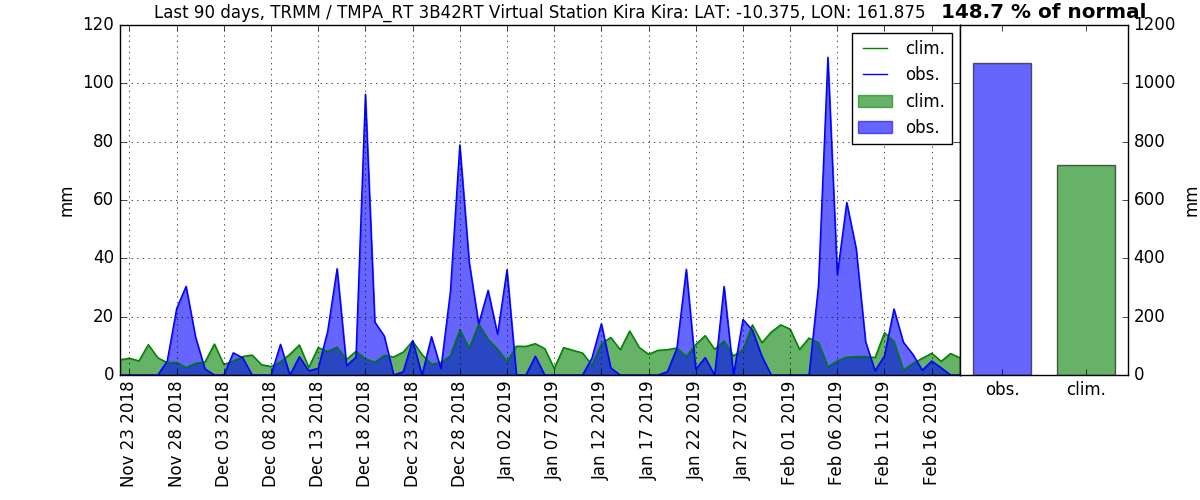 Last 90 days, TRMM / TMPA_RT 3B42RT Virtual Station Kira Kira: LAT: -10.375, LON: 161.875
148.7 % of normal
120
100
80
60
40
20
0
mm
clim.
obs.
clim.
obs.
1200
1000
800
600
400
200
0
mm
obs.
clim.
Nov 23 2018
Nov 28 2018
Dec 03 2018
Dec 08 2018
Dec 13 2018
Dec 18 2018
Dec 23 2018
Dec 28 2018
Jan 02 2019
Jan 07 2019
Jan 12 2019
Jan 17 2019
Jan 22 2019
Jan 27 2019
Feb 01 2019
Feb 06 2019
Feb 11 2019
Feb 16 2019